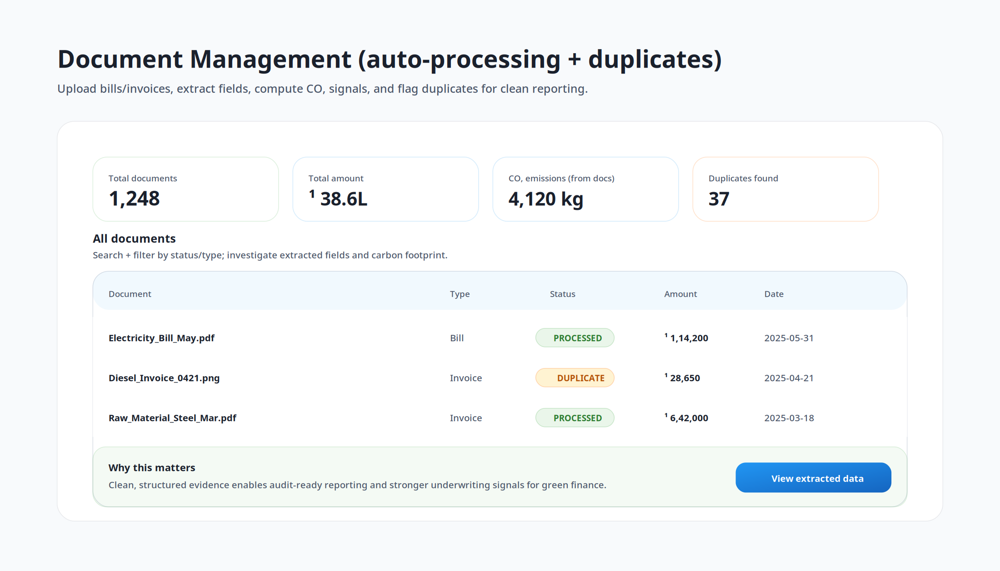 Document Management (auto-processing + duplicates)
Upload bills/invoices, extract fields, compute CO, signals, and flag duplicates for clean reporting.
Total documents
1,248
Total amount
¹ 38.6L
CO, emissions (from docs)
4,120 kg
Duplicates found
37
All documents
Search + filter by status/type; investigate extracted fields and carbon footprint.
Document Type Status Amount Date
Electricity_Bill_May.pdf Bill PROCESSED ¹ 1,14,200 2025-05-31
Diesel_Invoice_0421.png Invoice DUPLICATE ¹ 28,650 2025-04-21
Raw_Material_Steel_Mar.pdf Invoice PROCESSED ¹ 6,42,000 2025-03-18
Why this matters
Clean, structured evidence enables audit-ready reporting and stronger underwriting signals for green finance.
View extracted data